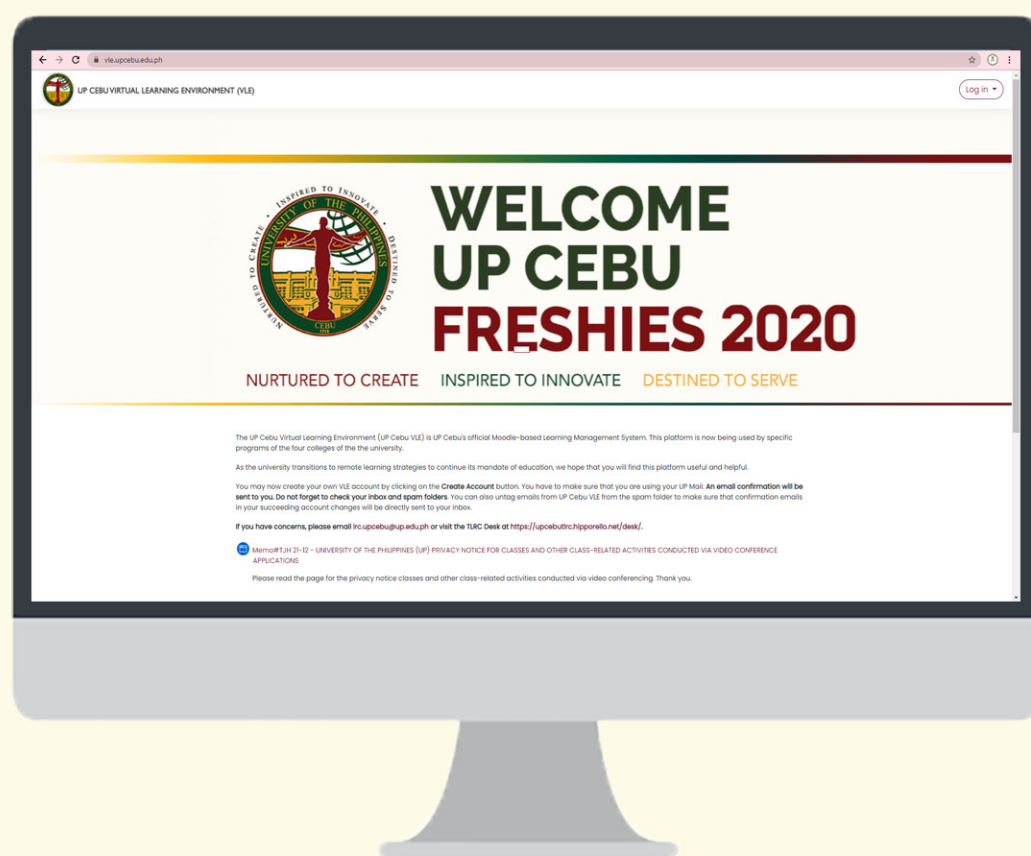 vle.upcebu.edu.ph
UP CEBU VIRTUAL LEARNING ENVIRONMENT (VLE)
Log in
NURTURED TO CREATE • INSPIRED TO INNOVATE • DESTINED TO SERVE
UNIVERSITY OF THE PHILIPPINES
CEBU
1918
WELCOME
UP CEBU
FRESHIES 2020
NURTURED TO CREATE INSPIRED TO INNOVATE DESTINED TO SERVE
The UP Cebu Virtual Learning Environment (UP Cebu VLE) is UP Cebu's official Moodle-based Learning Management System. This platform is now being used by specific
programs of the four colleges of the the university.
As the university transitions to remote learning strategies to continue its mandate of education, we hope that you will find this platform useful and helpful.
You may now create your own VLE account by clicking on the Create Account button. You have to make sure that you are using your UP Mail. An email confirmation will be
sent to you. Do not forget to check your inbox and spam folders. You can also untag emails from UP Cebu VLE from the spam folder to make sure that confirmation emails
in your succeeding account changes will be directly sent to your inbox.
If you have concerns, please email lrc.upcebu@up.edu.ph or visit the TLRC Desk at https://upcebutlrc.hipporello.net/desk/.
Memo#TJH 21-12 - UNIVERSITY OF THE PHILIPPINES (UP) PRIVACY NOTICE FOR CLASSES AND OTHER CLASS-RELATED ACTIVITIES CONDUCTED VIA VIDEO CONFERENCE
APPLICATIONS
Please read the page for the privacy notice classes and other class-related activities conducted via video conferencing. Thank you.